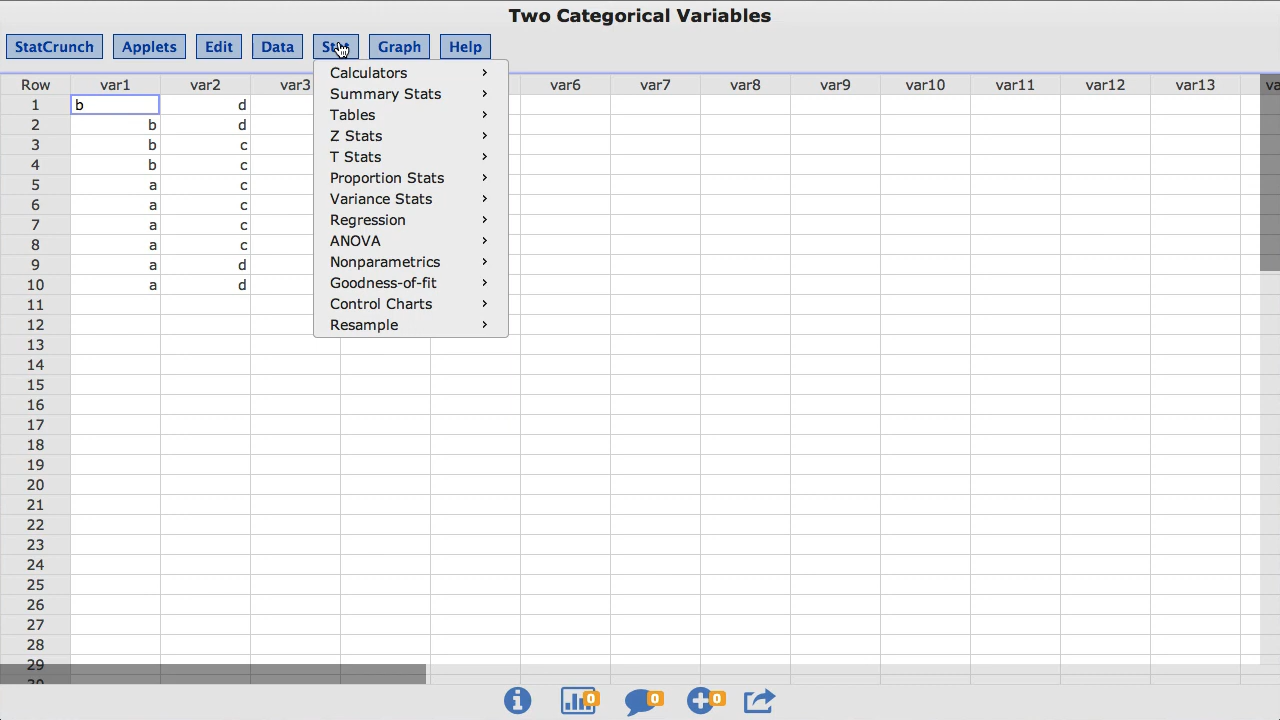 Two Categorical Variables
StatCrunch Applets Edit Data Stat Graph Help
Row var1 var2 var3 var6 var7 var8 var9 var10 var11 var12 var13 va
Calculators
Summary Stats
Tables
Z Stats
T Stats
Proportion Stats
Variance Stats
Regression
ANOVA
Nonparametrics
Goodness-of-fit
Control Charts
Resample
1 b d
2 b d
3 b c
4 b c
5 a c
6 a c
7 a c
8 a c
9 a d
10 a d
11
12
13
14
15
16
17
18
19
20
21
22
23
24
25
26
27
28
29
30
0 0 0